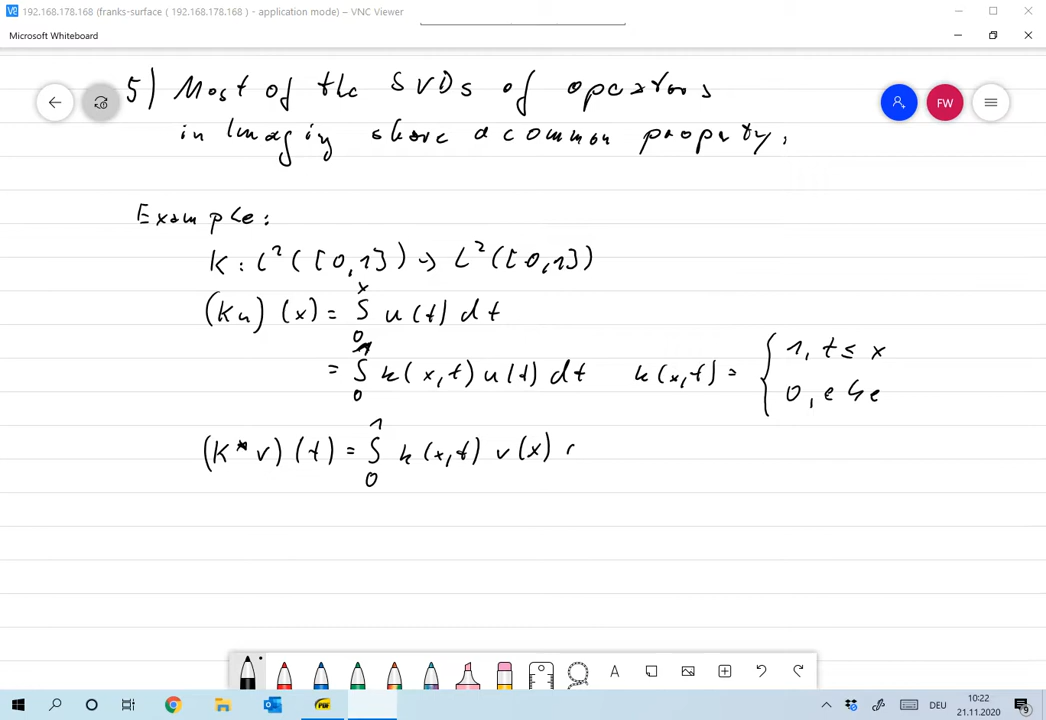 192.168.178.168 (franks-surface ( 192.168.178.168 ) - application mode) – VNC Viewer
Microsoft Whiteboard
5) Most of the SVDs of operators
in Imaging share a common property.
FW
Example:
K: L²([0,1]) → L²([0,1])
(Ku)(x) = ∫₀ˣ u(t) dt
= ∫₀¹ k(x,t) u(t) dt k(x,t) = { 1, t ≤ x
0, else
(K*v)(t) = ∫₀¹ k(x,t) v(x)
A
DEU
10:22
21.11.2020
9